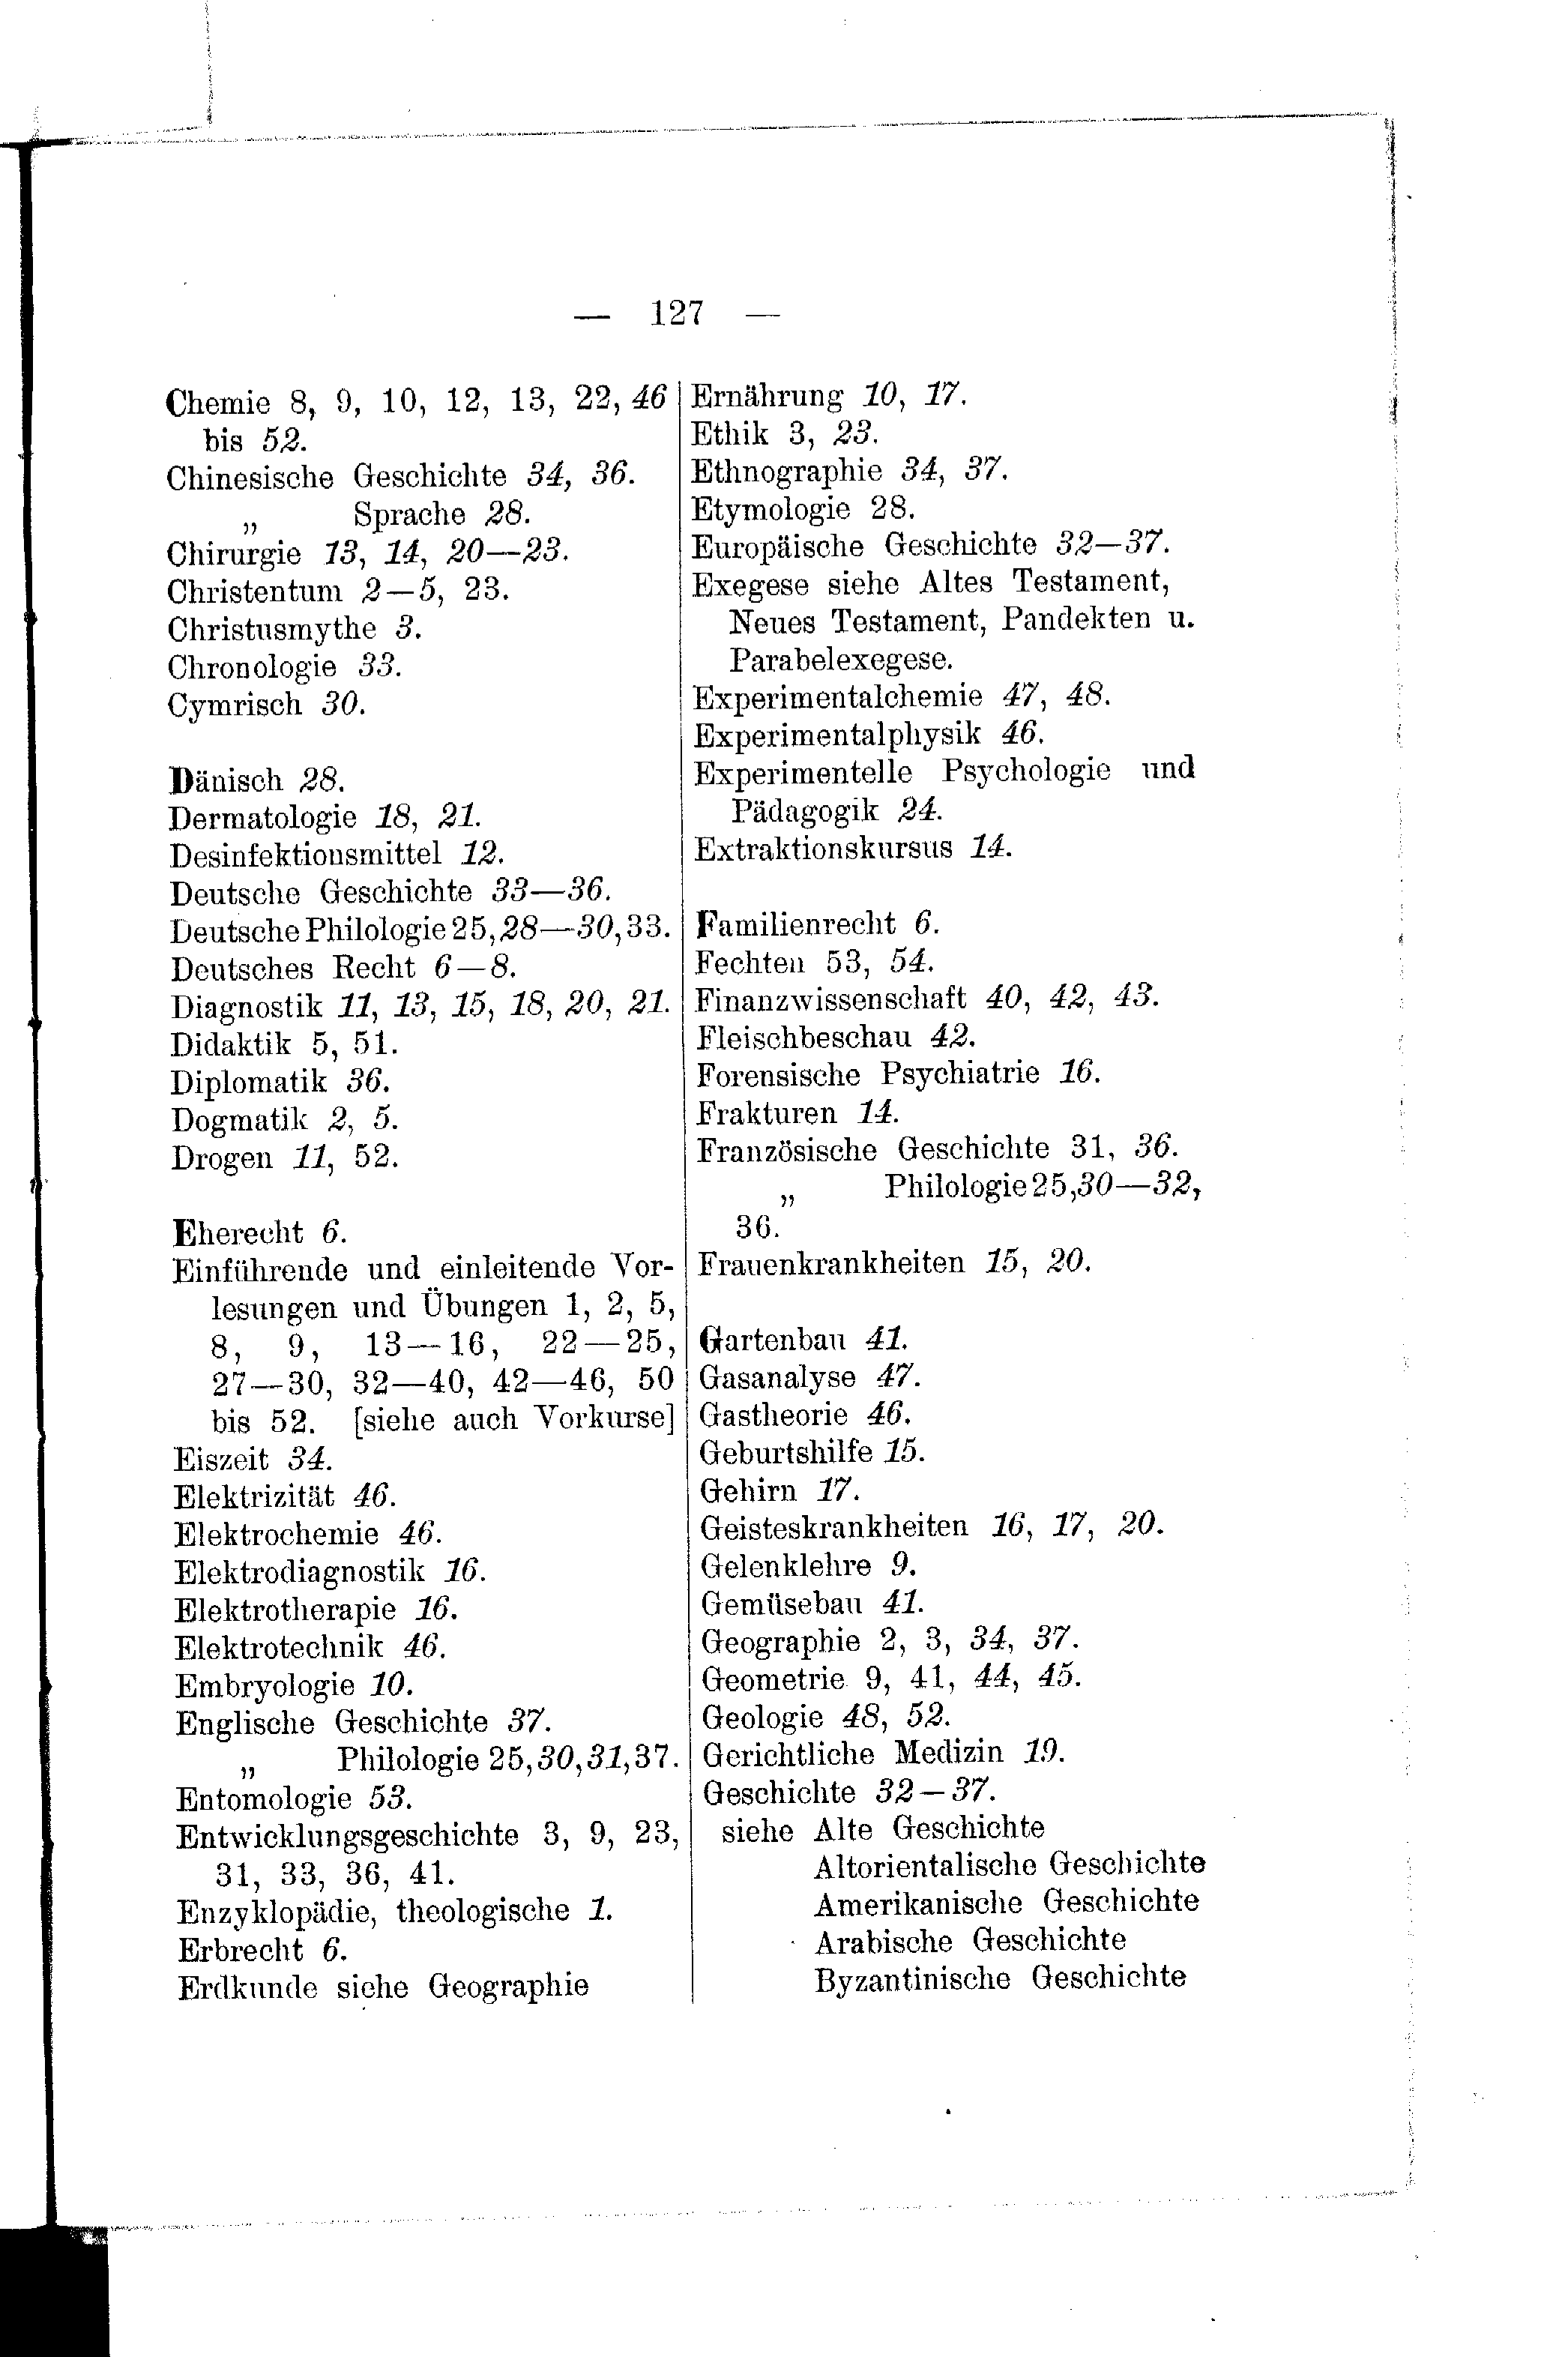 — 127 —
Chemie 8, 9, 10, 12, 13, 22, 46
bis 52.
Chinesische Geschichte 34, 36.
„ Sprache 28.
Chirurgie 13, 14, 20—23.
Christentum 2—5, 23.
Christusmythe 3.
Chronologie 33.
Cymrisch 30.
Dänisch 28.
Dermatologie 18, 21.
Desinfektionsmittel 12.
Deutsche Geschichte 33—36.
Deutsche Philologie 25, 28—30, 33.
Deutsches Recht 6—8.
Diagnostik 11, 13, 15, 18, 20, 21.
Didaktik 5, 51.
Diplomatik 36.
Dogmatik 2, 5.
Drogen 11, 52.
Eherecht 6.
Einführende und einleitende Vor-
lesungen und Übungen 1, 2, 5,
8, 9, 13—16, 22—25,
27—30, 32—40, 42—46, 50
bis 52. [siehe auch Vorkurse]
Eiszeit 34.
Elektrizität 46.
Elektrochemie 46.
Elektrodiagnostik 16.
Elektrotherapie 16.
Elektrotechnik 46.
Embryologie 10.
Englische Geschichte 37.
„ Philologie 25, 30, 31, 37.
Entomologie 53.
Entwicklungsgeschichte 3, 9, 23,
31, 33, 36, 41.
Enzyklopädie, theologische 1.
Erbrecht 6.
Erdkunde siehe Geographie
Ernährung 10, 17.
Ethik 3, 23.
Ethnographie 34, 37.
Etymologie 28.
Europäische Geschichte 32—37.
Exegese siehe Altes Testament,
Neues Testament, Pandekten u.
Parabelexegese.
Experimentalchemie 47, 48.
Experimentalphysik 46.
Experimentelle Psychologie und
Pädagogik 24.
Extraktionskursus 14.
Familienrecht 6.
Fechten 53, 54.
Finanzwissenschaft 40, 42, 43.
Fleischbeschau 42.
Forensische Psychiatrie 16.
Frakturen 14.
Französische Geschichte 31, 36.
„ Philologie 25, 30—32,
36.
Frauenkrankheiten 15, 20.
Gartenbau 41.
Gasanalyse 47.
Gastheorie 46.
Geburtshilfe 15.
Gehirn 17.
Geisteskrankheiten 16, 17, 20.
Gelenklehre 9.
Gemüsebau 41.
Geographie 2, 3, 34, 37.
Geometrie 9, 41, 44, 45.
Geologie 48, 52.
Gerichtliche Medizin 19.
Geschichte 32—37.
siehe Alte Geschichte
Altorientalische Geschichte
Amerikanische Geschichte
Arabische Geschichte
Byzantinische Geschichte